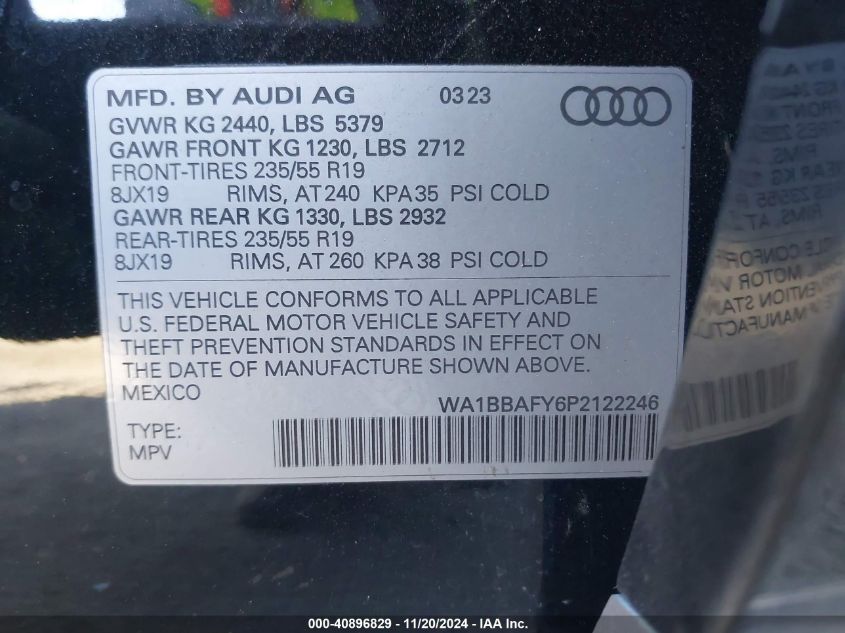 MFD. BY AUDI AG 03 23
GVWR KG 2440, LBS 5379
GAWR FRONT KG 1230, LBS 2712
FRONT-TIRES 235/55 R19
8JX19 RIMS, AT 240 KPA 35 PSI COLD
GAWR REAR KG 1330, LBS 2932
REAR-TIRES 235/55 R19
8JX19 RIMS, AT 260 KPA 38 PSI COLD
THIS VEHICLE CONFORMS TO ALL APPLICABLE
U.S. FEDERAL MOTOR VEHICLE SAFETY AND
THEFT PREVENTION STANDARDS IN EFFECT ON
THE DATE OF MANUFACTURE SHOWN ABOVE.
MEXICO
WA1BBAFY6P2122246
TYPE:
MPV
000-40896829 - 11/20/2024 - IAAI.com